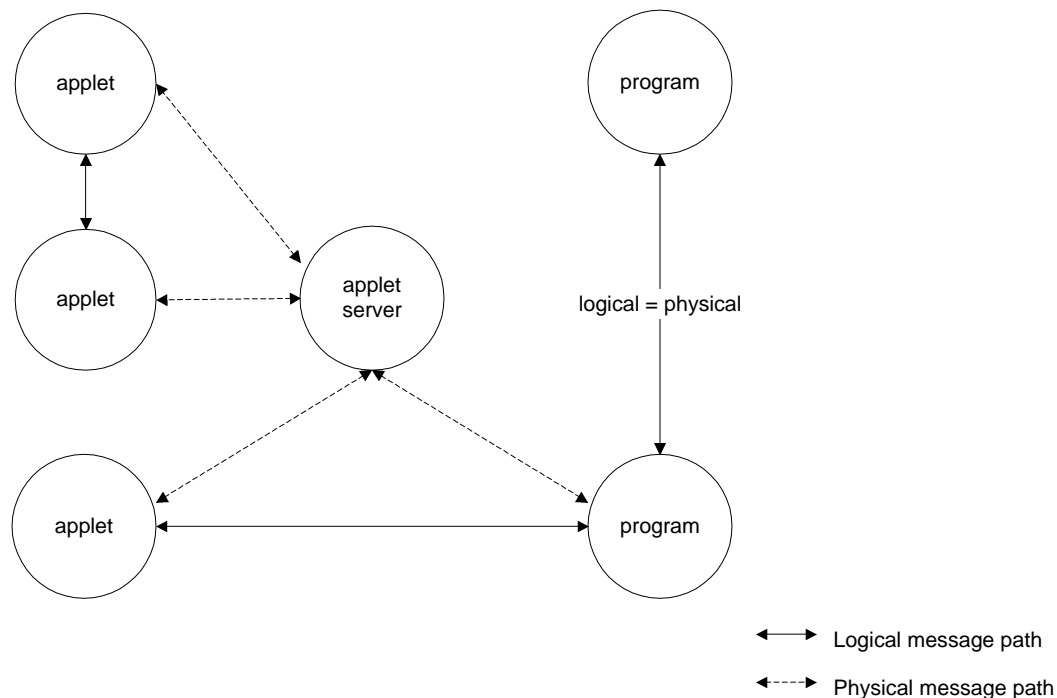 applet
program
applet
applet
server
logical = physical
applet
program
Logical message path
Physical message path